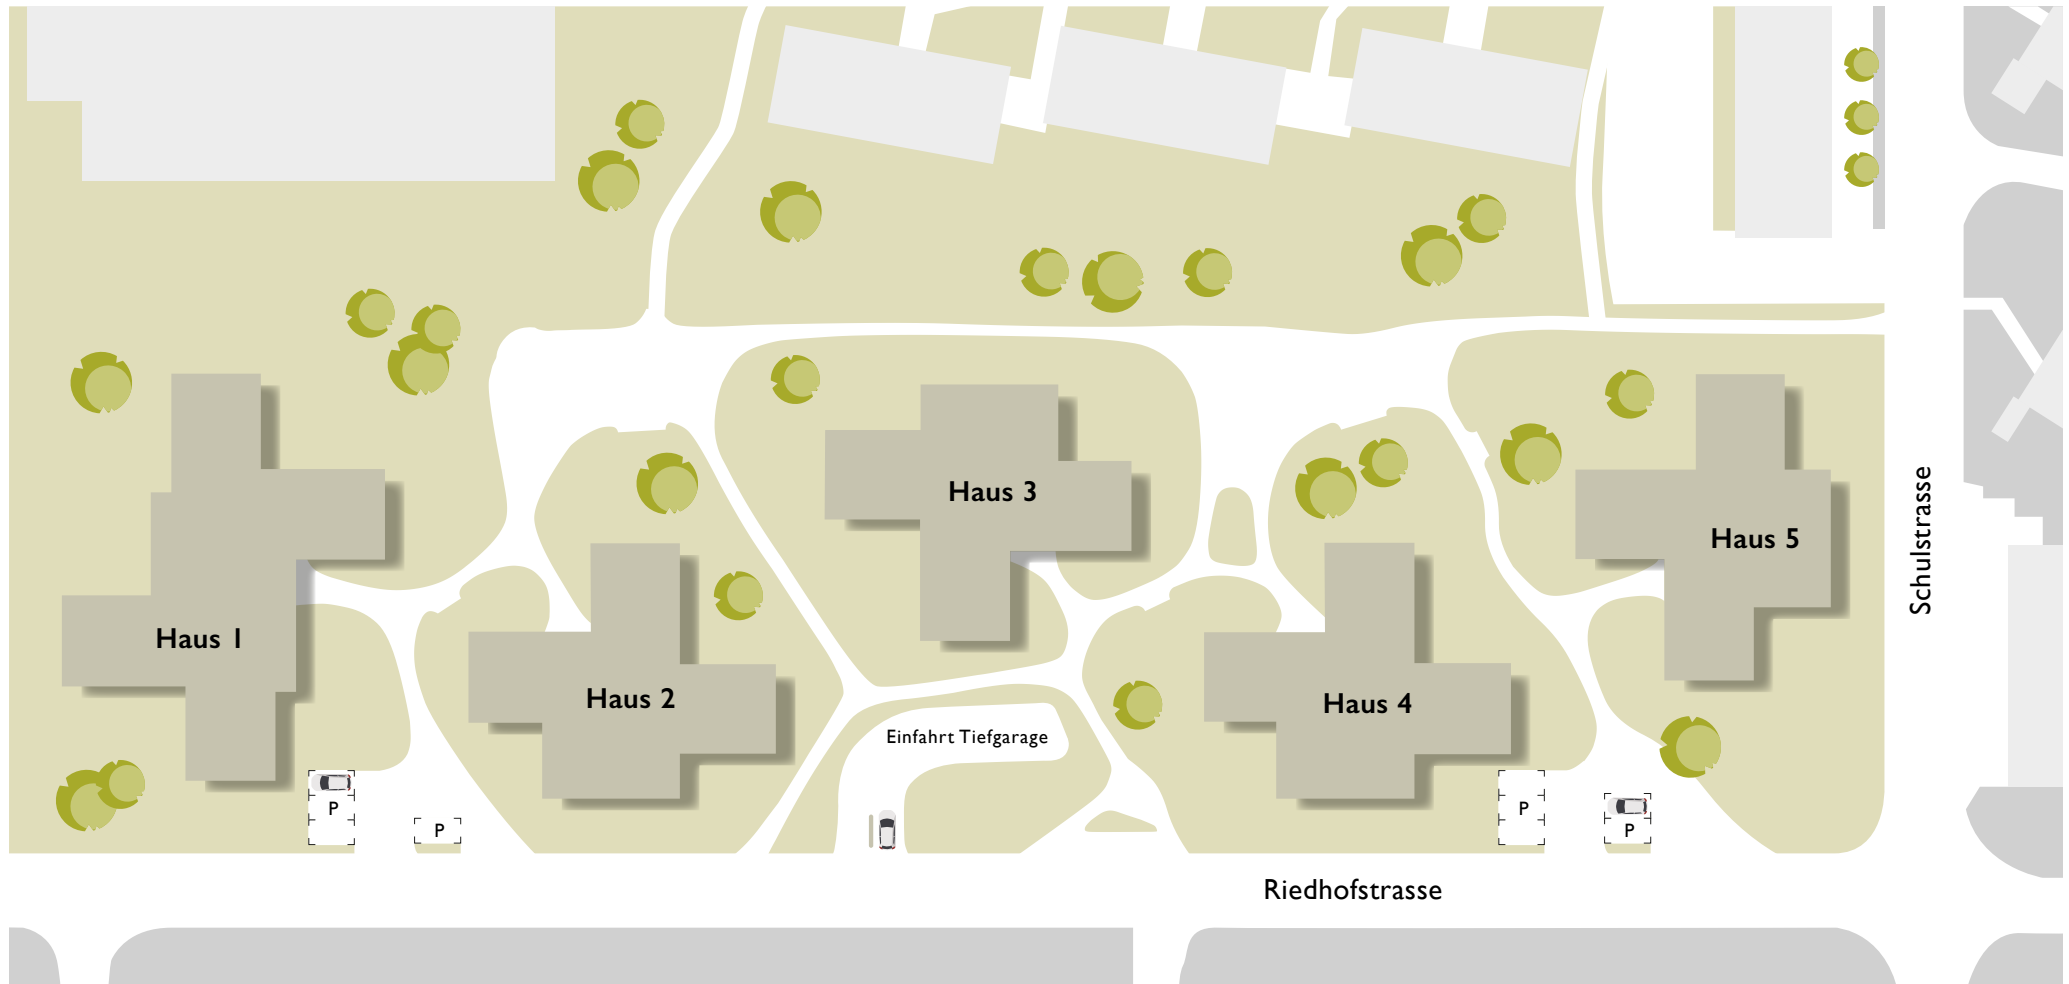 Haus 1
Haus 2
Haus 3
Haus 4
Haus 5
Einfahrt Tiefgarage
P
P
P
P
Riedhofstrasse
Schulstrasse